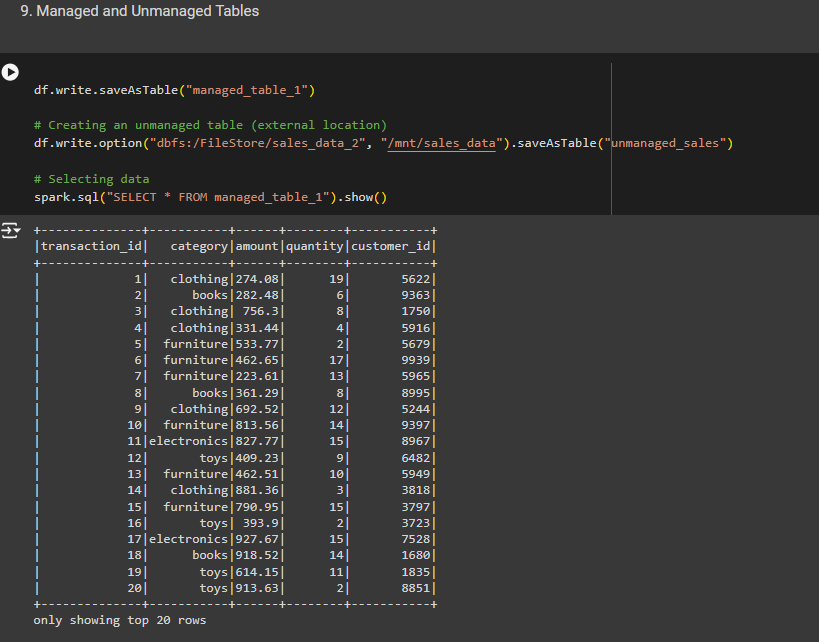 9. Managed and Unmanaged Tables
df.write.saveAsTable("managed_table_1")
# Creating an unmanaged table (external location)
df.write.option("dbfs:/FileStore/sales_data_2", "/mnt/sales_data").saveAsTable("unmanaged_sales")
# Selecting data
spark.sql("SELECT * FROM managed_table_1").show()
+--------------+-----------+------+--------+-----------+
|transaction_id|   category|amount|quantity|customer_id|
+--------------+-----------+------+--------+-----------+
|             1|   clothing|274.08|      19|       5622|
|             2|      books|282.48|       6|       9363|
|             3|   clothing| 756.3|       8|       1750|
|             4|   clothing|331.44|       4|       5916|
|             5|  furniture|533.77|       2|       5679|
|             6|  furniture|462.65|      17|       9939|
|             7|  furniture|223.61|      13|       5965|
|             8|      books|361.29|       8|       8995|
|             9|   clothing|692.52|      12|       5244|
|            10|  furniture|813.56|      14|       9397|
|            11|electronics|827.77|      15|       8967|
|            12|       toys|409.23|       9|       6482|
|            13|  furniture|462.51|      10|       5949|
|            14|   clothing|881.36|       3|       3818|
|            15|  furniture|790.95|      15|       3797|
|            16|       toys| 393.9|       2|       3723|
|            17|electronics|927.67|      15|       7528|
|            18|      books|918.52|      14|       1680|
|            19|       toys|614.15|      11|       1835|
|            20|       toys|913.63|       2|       8851|
+--------------+-----------+------+--------+-----------+
only showing top 20 rows